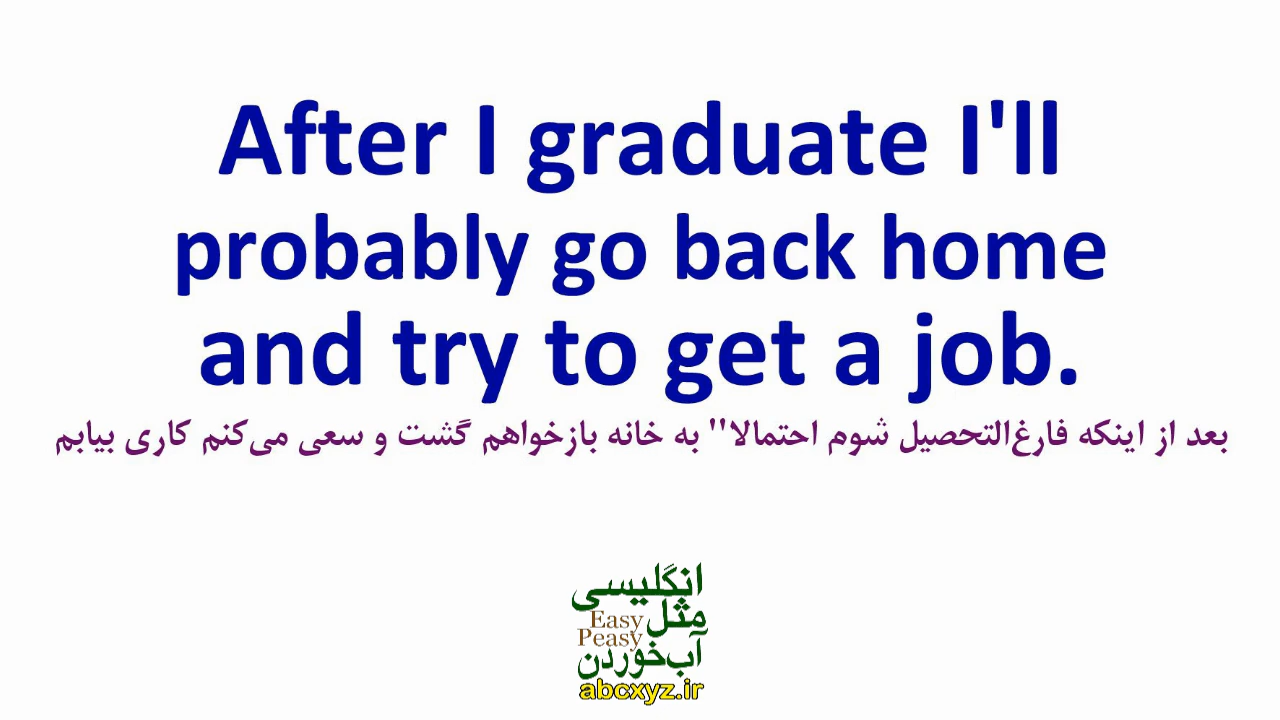 After I graduate I'll
probably go back home
and try to get a job.
بعد از اینکه فارغ‌التحصیل شوم احتمالا" به خانه بازخواهم گشت و سعی می‌کنم کاری بیابم
انگلیسی
مثل
Easy
Peasy
آب‌خوردن
abcxyz.ir